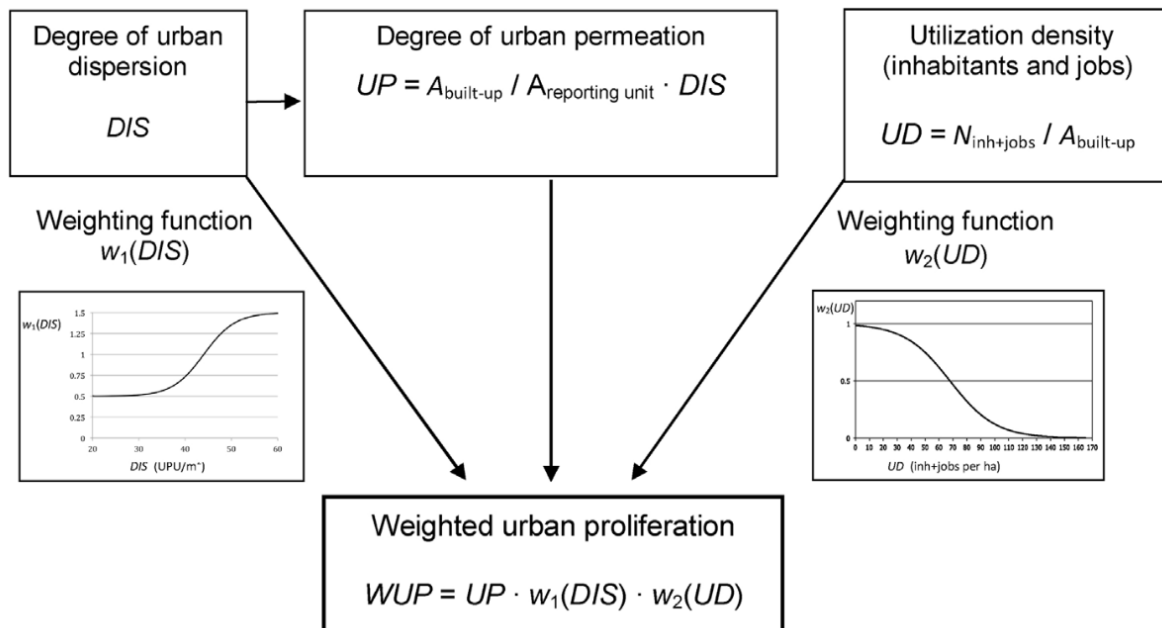 Degree of urban
dispersion
DIS
Degree of urban permeation
UP = A built-up / A reporting unit · DIS
Utilization density
(inhabitants and jobs)
UD = N inh+jobs / A built-up
Weighting function
w1(DIS)
Weighting function
w2(UD)
w1(DIS)
1.5
1.25
1
0.75
0.5
0.25
0
20 30 40 50 60
DIS (UPU/m²)
w2(UD)
1
0.5
0
0 10 20 30 40 50 60 70 80 90 100 110 120 130 140 150 160 170
UD (inh+jobs per ha)
Weighted urban proliferation
WUP = UP · w1(DIS) · w2(UD)